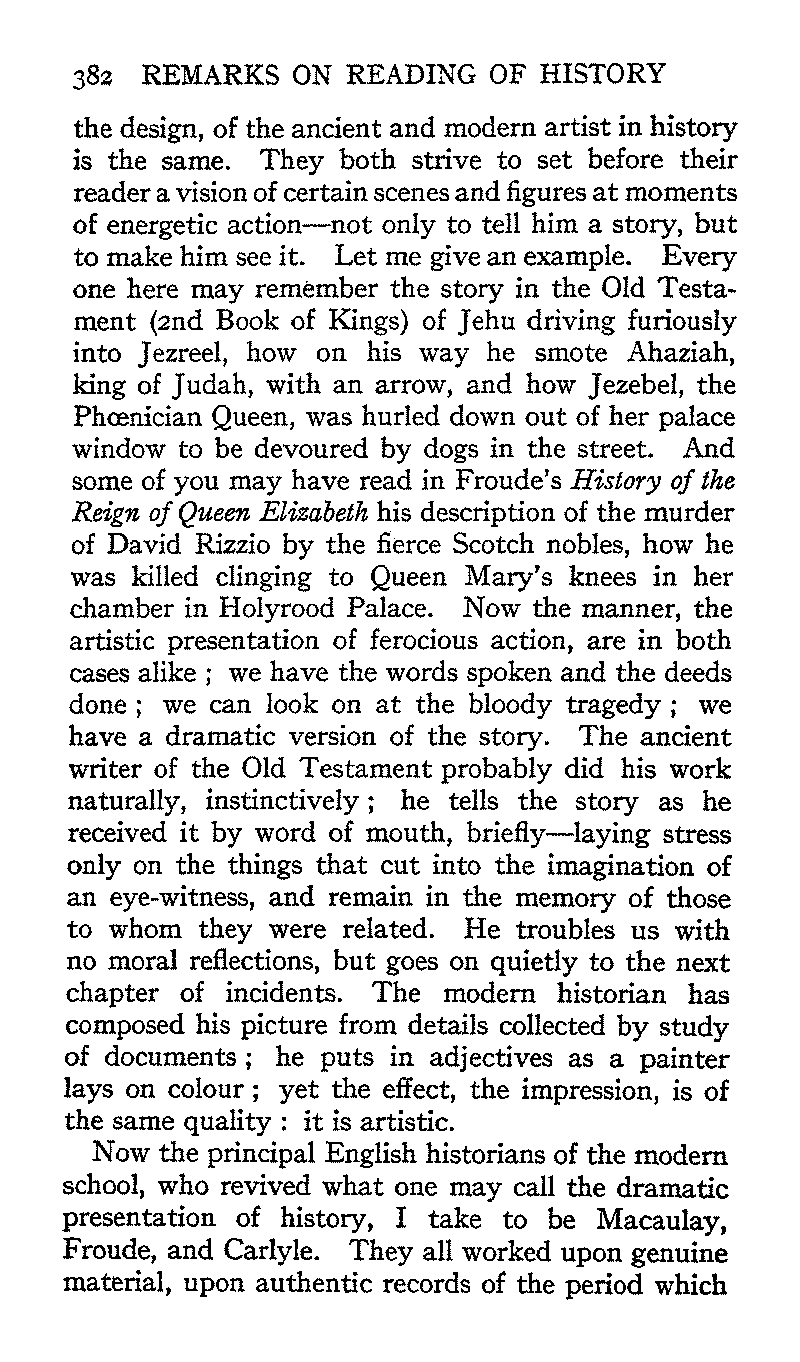 382 REMARKS ON READING OF HISTORY
the design, of the ancient and modern artist in history
is the same. They both strive to set before their
reader a vision of certain scenes and figures at moments
of energetic action—not only to tell him a story, but
to make him see it. Let me give an example. Every
one here may remember the story in the Old Testa-
ment (2nd Book of Kings) of Jehu driving furiously
into Jezreel, how on his way he smote Ahaziah,
king of Judah, with an arrow, and how Jezebel, the
Phœnician Queen, was hurled down out of her palace
window to be devoured by dogs in the street. And
some of you may have read in Froude's History of the
Reign of Queen Elizabeth his description of the murder
of David Rizzio by the fierce Scotch nobles, how he
was killed clinging to Queen Mary's knees in her
chamber in Holyrood Palace. Now the manner, the
artistic presentation of ferocious action, are in both
cases alike ; we have the words spoken and the deeds
done ; we can look on at the bloody tragedy ; we
have a dramatic version of the story. The ancient
writer of the Old Testament probably did his work
naturally, instinctively ; he tells the story as he
received it by word of mouth, briefly—laying stress
only on the things that cut into the imagination of
an eye-witness, and remain in the memory of those
to whom they were related. He troubles us with
no moral reflections, but goes on quietly to the next
chapter of incidents. The modern historian has
composed his picture from details collected by study
of documents ; he puts in adjectives as a painter
lays on colour ; yet the effect, the impression, is of
the same quality : it is artistic.
Now the principal English historians of the modern
school, who revived what one may call the dramatic
presentation of history, I take to be Macaulay,
Froude, and Carlyle. They all worked upon genuine
material, upon authentic records of the period which